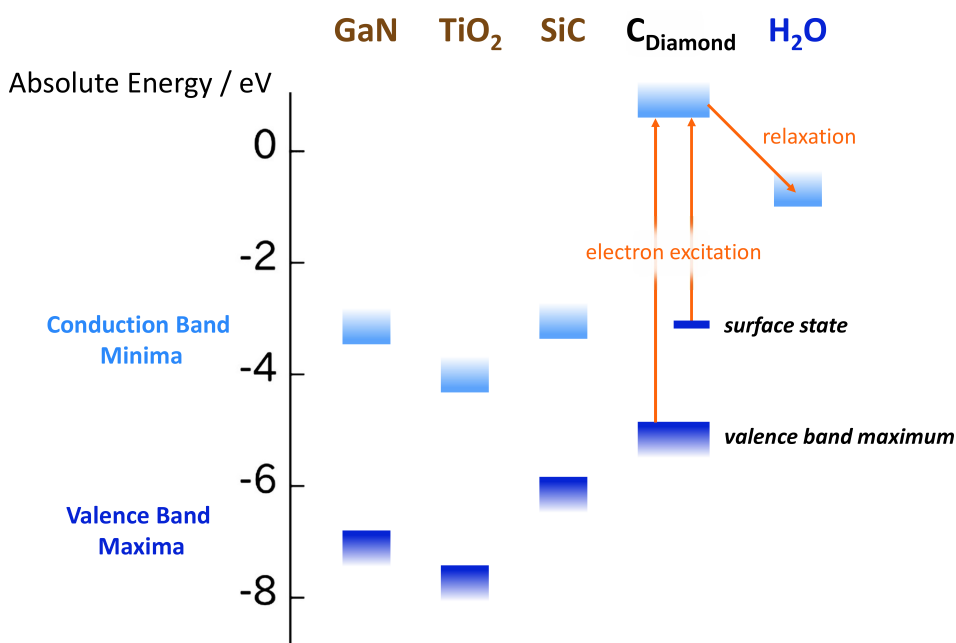 GaN TiO₂ SiC C_Diamond H₂O
Absolute Energy / eV
0
relaxation
-2
electron excitation
Conduction Band
Minima
surface state
-4
valence band maximum
-6
Valence Band
Maxima
-8